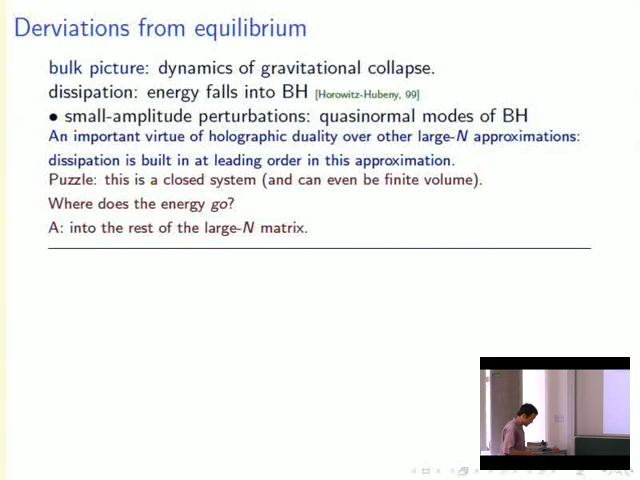 Derviations from equilibrium
bulk picture: dynamics of gravitational collapse.
dissipation: energy falls into BH [Horowitz-Hubeny, 99]
• small-amplitude perturbations: quasinormal modes of BH
An important virtue of holographic duality over other large-N approximations:
dissipation is built in at leading order in this approximation.
Puzzle: this is a closed system (and can even be finite volume).
Where does the energy go?
A: into the rest of the large-N matrix.